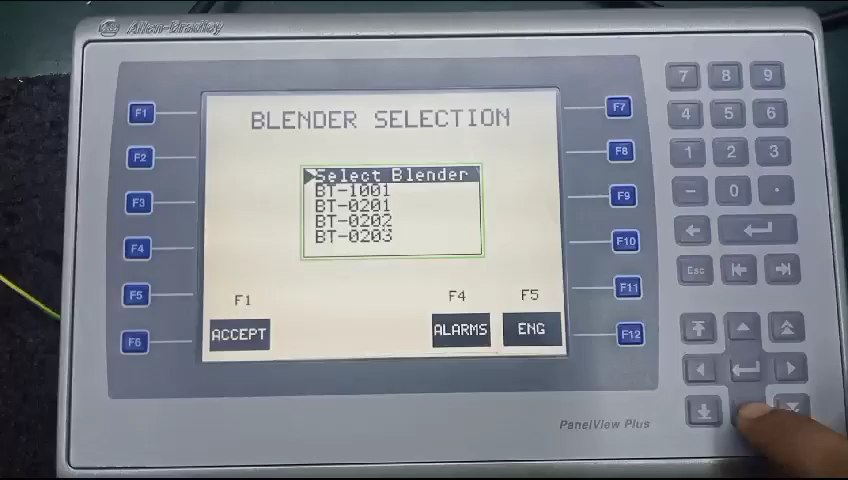 Allen-Bradley
BLENDER SELECTION
Select Blender
BT-1001
BT-0201
BT-0202
BT-0203
F1
F4
F5
ACCEPT
ALARMS
ENG
F1
F2
F3
F4
F5
F6
F7
F8
F9
F10
F11
F12
7 8 9
4 5 6
1 2 3
- 0 .
Esc
PanelView Plus